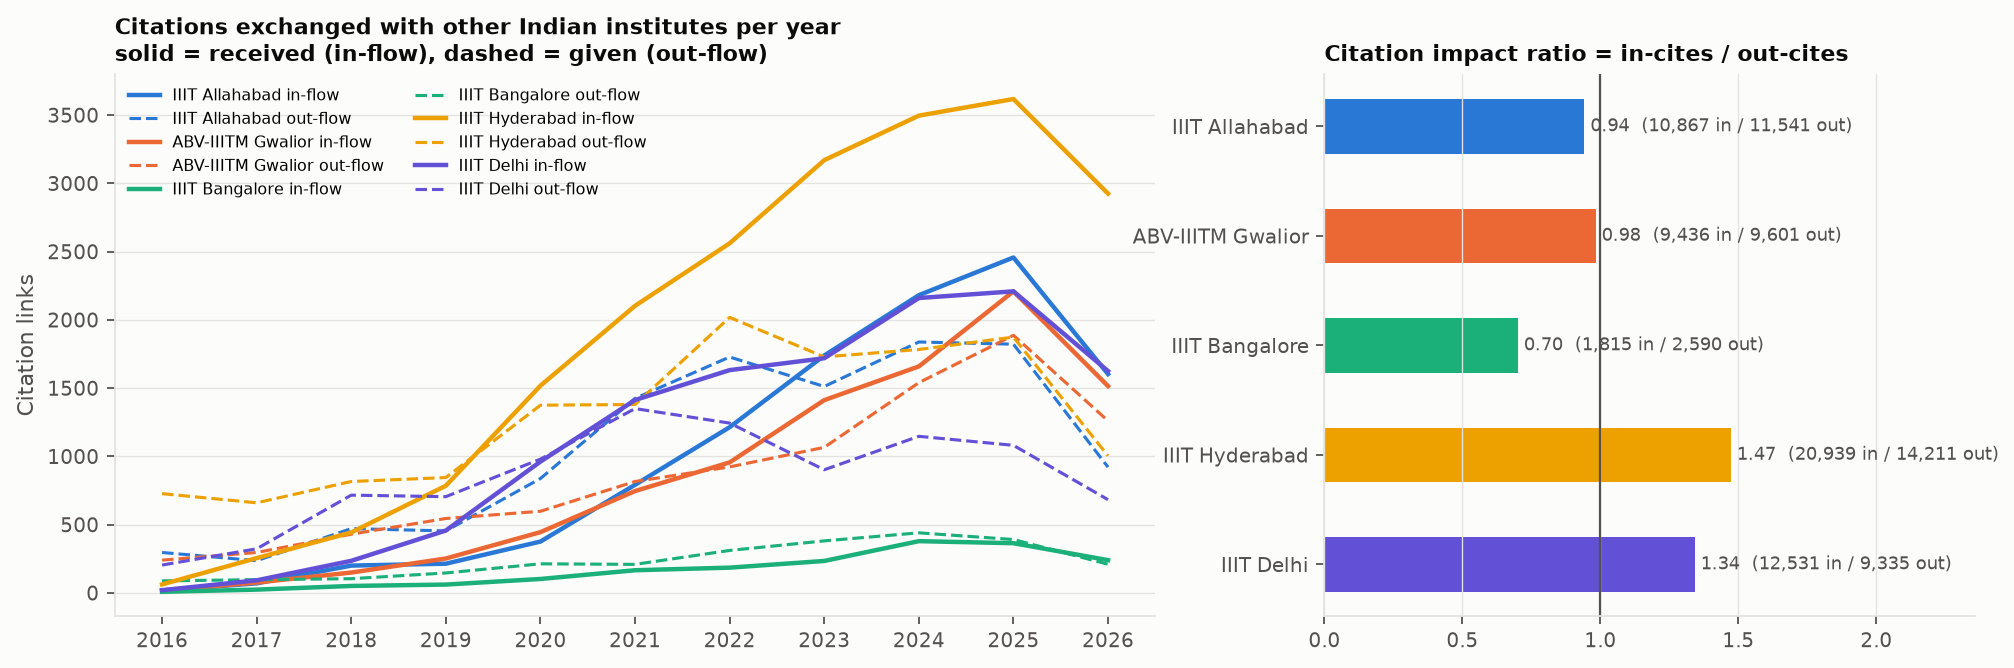 Citations exchanged with other Indian institutes per year
solid = received (in-flow), dashed = given (out-flow)
IIIT Allahabad in-flow
IIIT Allahabad out-flow
ABV-IIITM Gwalior in-flow
ABV-IIITM Gwalior out-flow
IIIT Bangalore in-flow
IIIT Bangalore out-flow
IIIT Hyderabad in-flow
IIIT Hyderabad out-flow
IIIT Delhi in-flow
IIIT Delhi out-flow
Citation links
3500
3000
2500
2000
1500
1000
500
0
2016 2017 2018 2019 2020 2021 2022 2023 2024 2025 2026
Citation impact ratio = in-cites / out-cites
IIIT Allahabad 0.94 (10,867 in / 11,541 out)
ABV-IIITM Gwalior 0.98 (9,436 in / 9,601 out)
IIIT Bangalore 0.70 (1,815 in / 2,590 out)
IIIT Hyderabad 1.47 (20,939 in / 14,211 out)
IIIT Delhi 1.34 (12,531 in / 9,335 out)
0.0 0.5 1.0 1.5 2.0